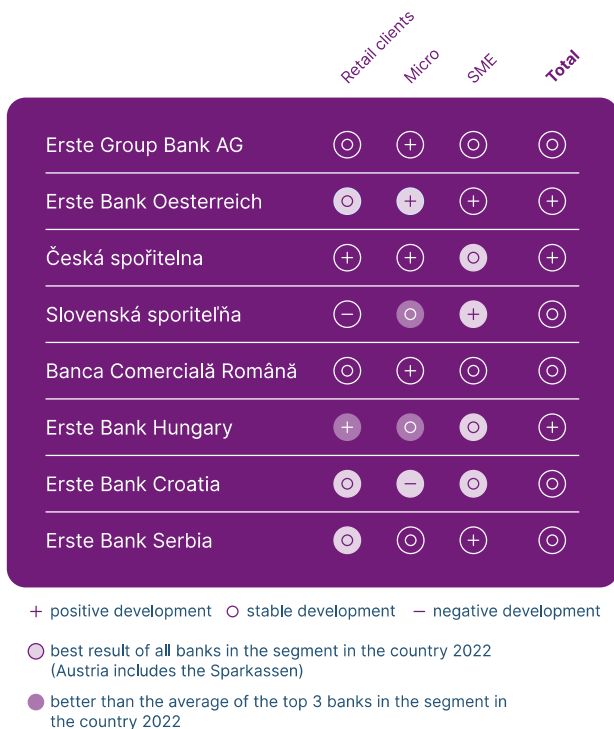 Retail clients
Micro
SME
Total
Erste Group Bank AG
Erste Bank Oesterreich
Česká spořitelna
Slovenská sporiteľňa
Banca Comercială Română
Erste Bank Hungary
Erste Bank Croatia
Erste Bank Serbia
+ positive development o stable development − negative development
best result of all banks in the segment in the country 2022
(Austria includes the Sparkassen)
better than the average of the top 3 banks in the segment in
the country 2022